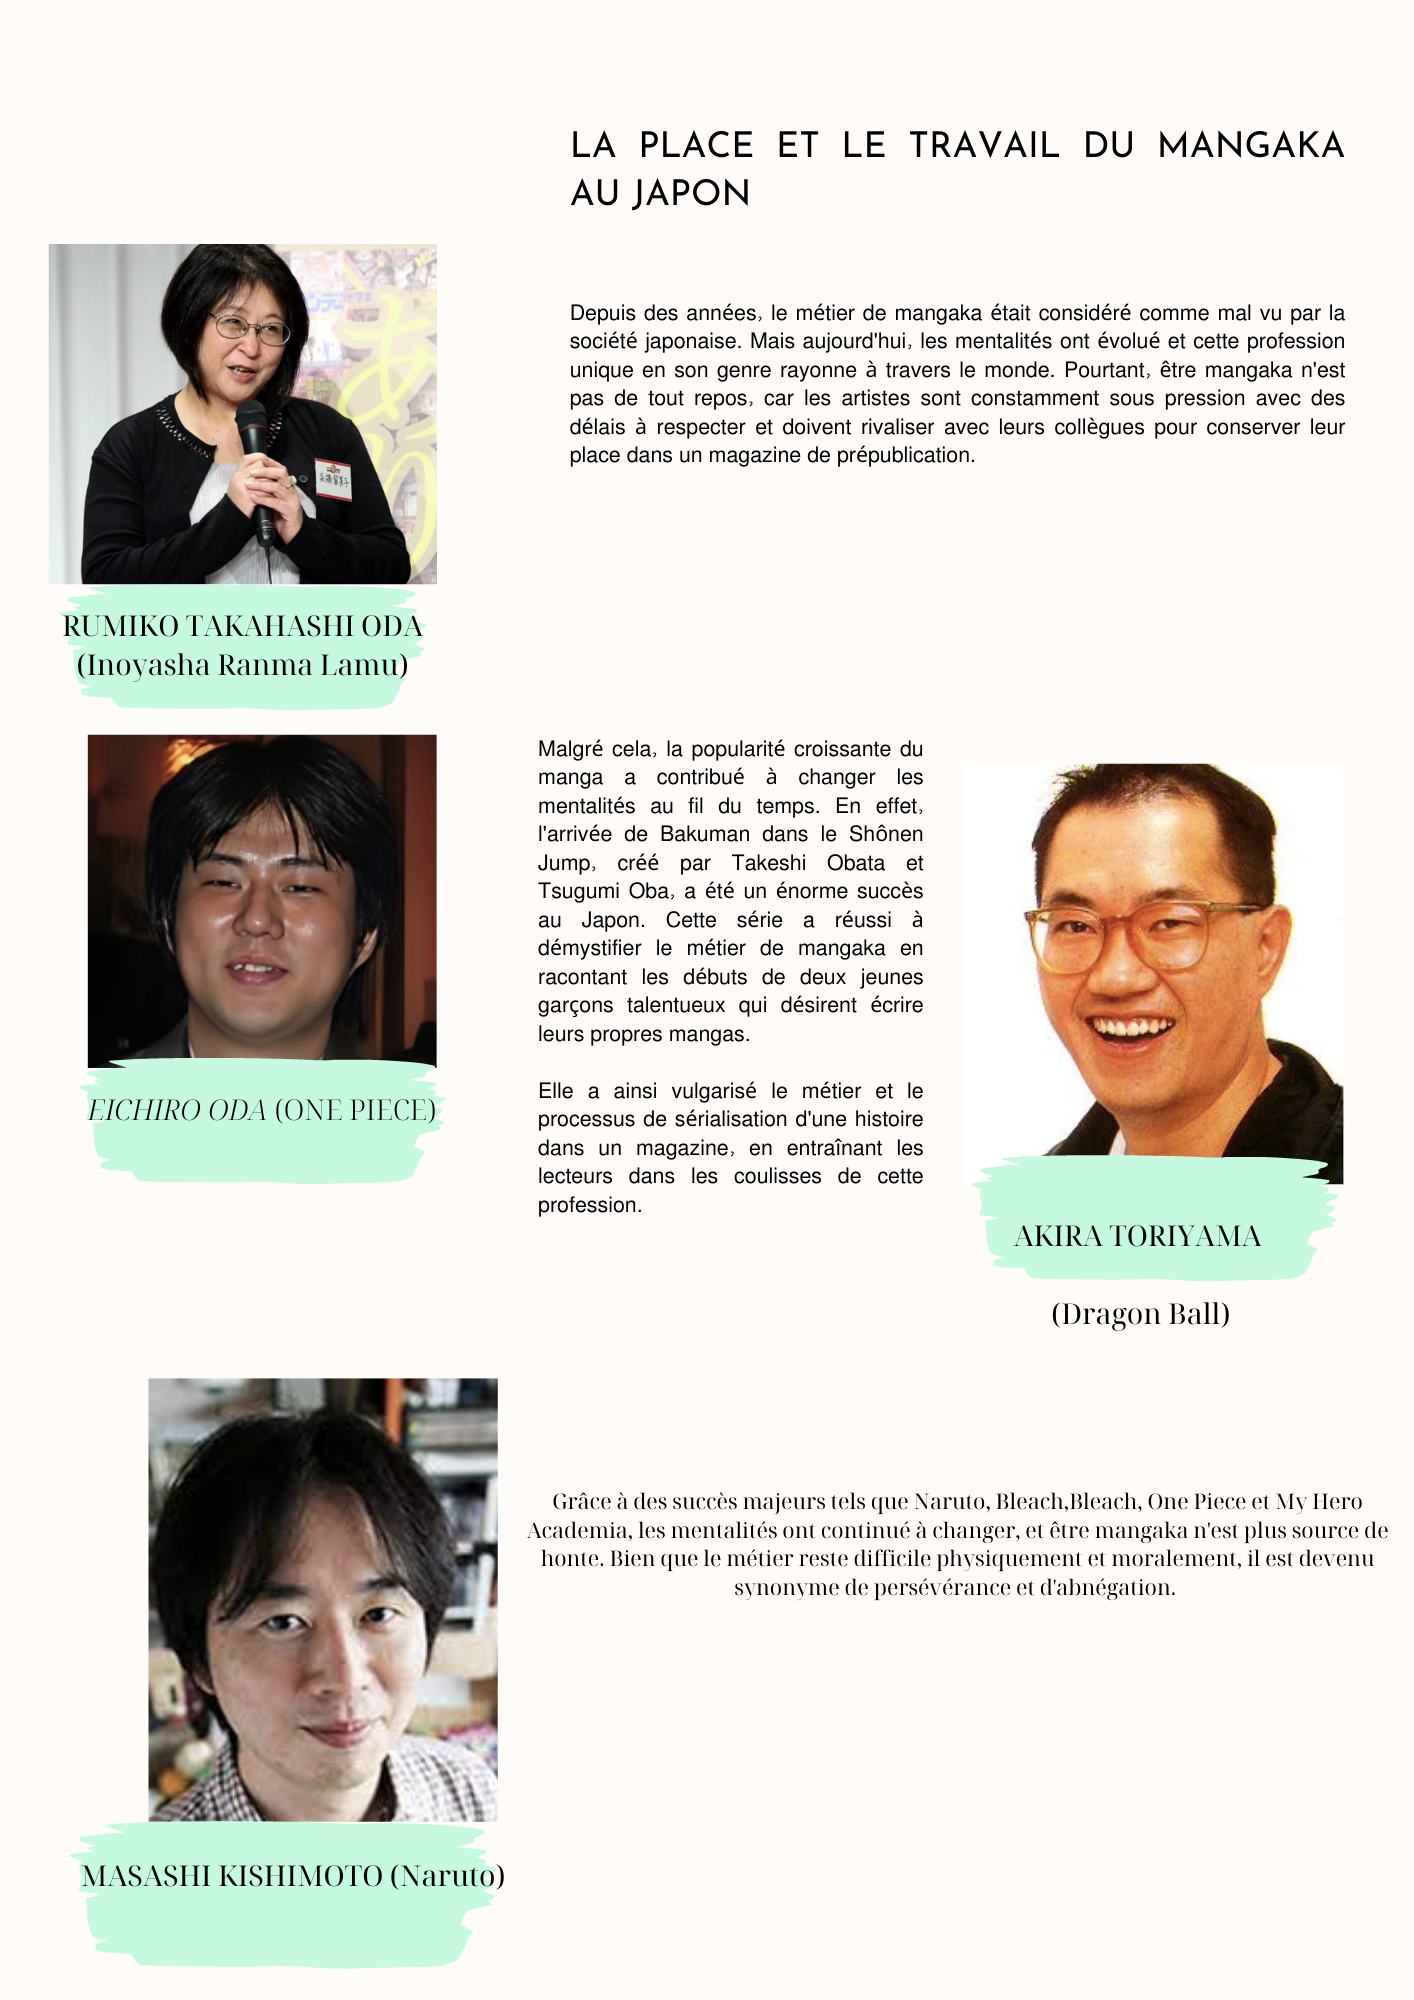 LA PLACE ET LE TRAVAIL DU MANGAKA
AU JAPON
Depuis des années, le métier de mangaka était considéré comme mal vu par la
société japonaise. Mais aujourd'hui, les mentalités ont évolué et cette profession
unique en son genre rayonne à travers le monde. Pourtant, être mangaka n'est
pas de tout repos, car les artistes sont constamment sous pression avec des
délais à respecter et doivent rivaliser avec leurs collègues pour conserver leur
place dans un magazine de prépublication.
RUMIKO TAKAHASHI ODA
(Inoyasha Ranma Lamu)
Malgré cela, la popularité croissante du
manga a contribué à changer les
mentalités au fil du temps. En effet,
l'arrivée de Bakuman dans le Shônen
Jump, créé par Takeshi Obata et
Tsugumi Oba, a été un énorme succès
au Japon. Cette série a réussi à
démystifier le métier de mangaka en
racontant les débuts de deux jeunes
garçons talentueux qui désirent écrire
leurs propres mangas.
Elle a ainsi vulgarisé le métier et le
processus de sérialisation d'une histoire
dans un magazine, en entraînant les
lecteurs dans les coulisses de cette
profession.
EICHIRO ODA (ONE PIECE)
AKIRA TORIYAMA
(Dragon Ball)
Grâce à des succès majeurs tels que Naruto, Bleach,Bleach, One Piece et My Hero
Academia, les mentalités ont continué à changer, et être mangaka n'est plus source de
honte. Bien que le métier reste difficile physiquement et moralement, il est devenu
synonyme de persévérance et d'abnégation.
MASASHI KISHIMOTO (Naruto)